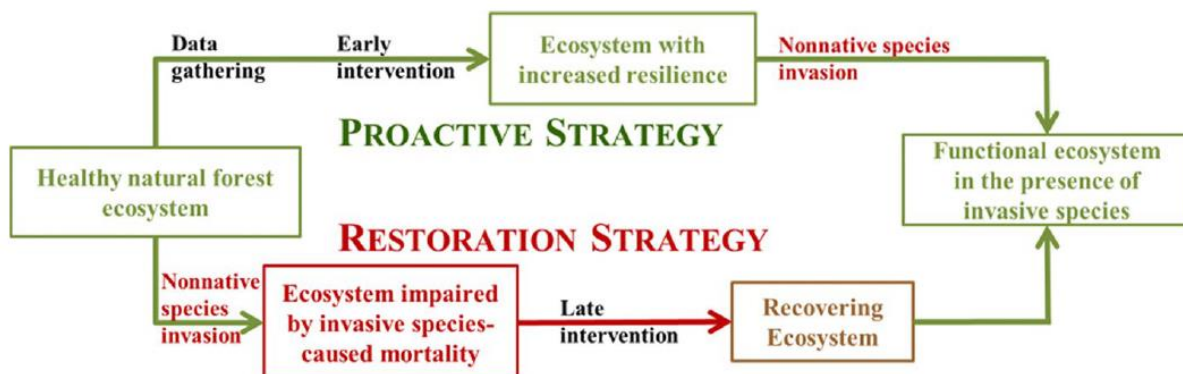 Data
gathering
Early
intervention
Ecosystem with
increased resilience
Nonnative species
invasion
PROACTIVE STRATEGY
Healthy natural forest
ecosystem
Functional ecosystem
in the presence of
invasive species
RESTORATION STRATEGY
Nonnative
species
invasion
Ecosystem impaired
by invasive species-
caused mortality
Late
intervention
Recovering
Ecosystem